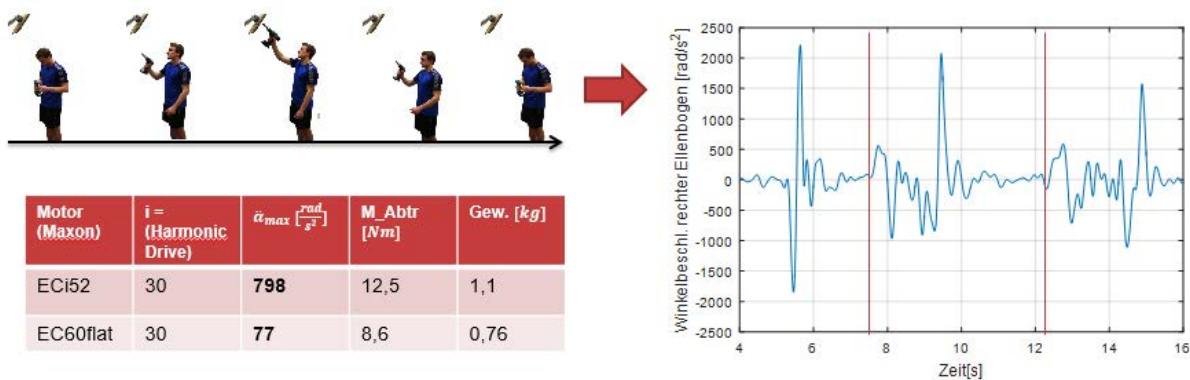 Motor (Maxon) i = (Harmonic Drive) α̈max [rad/s²] M_Abtr [Nm] Gew. [kg]
ECi52 30 798 12,5 1,1
EC60flat 30 77 8,6 0,76
Winkelbeschl. rechter Ellenbogen [rad/s²]
2500
2000
1500
1000
500
0
-500
-1000
-1500
-2000
-2500
4 6 8 10 12 14 16
Zeit[s]